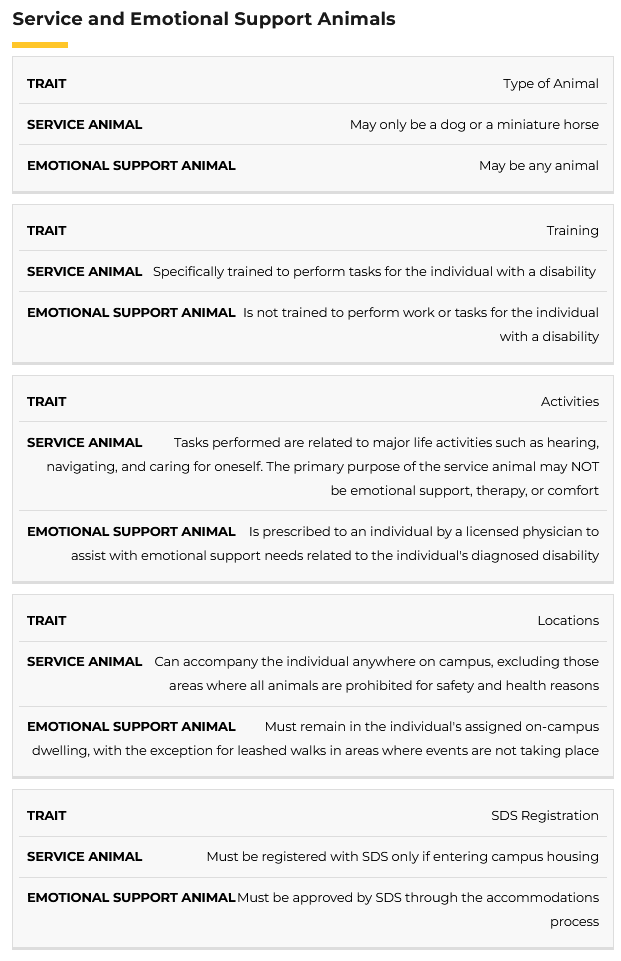 Service and Emotional Support Animals
TRAIT Type of Animal
SERVICE ANIMAL May only be a dog or a miniature horse
EMOTIONAL SUPPORT ANIMAL May be any animal
TRAIT Training
SERVICE ANIMAL Specifically trained to perform tasks for the individual with a disability
EMOTIONAL SUPPORT ANIMAL Is not trained to perform work or tasks for the individual
with a disability
TRAIT Activities
SERVICE ANIMAL Tasks performed are related to major life activities such as hearing,
navigating, and caring for oneself. The primary purpose of the service animal may NOT
be emotional support, therapy, or comfort
EMOTIONAL SUPPORT ANIMAL Is prescribed to an individual by a licensed physician to
assist with emotional support needs related to the individual's diagnosed disability
TRAIT Locations
SERVICE ANIMAL Can accompany the individual anywhere on campus, excluding those
areas where all animals are prohibited for safety and health reasons
EMOTIONAL SUPPORT ANIMAL Must remain in the individual's assigned on-campus
dwelling, with the exception for leashed walks in areas where events are not taking place
TRAIT SDS Registration
SERVICE ANIMAL Must be registered with SDS only if entering campus housing
EMOTIONAL SUPPORT ANIMAL Must be approved by SDS through the accommodations
process